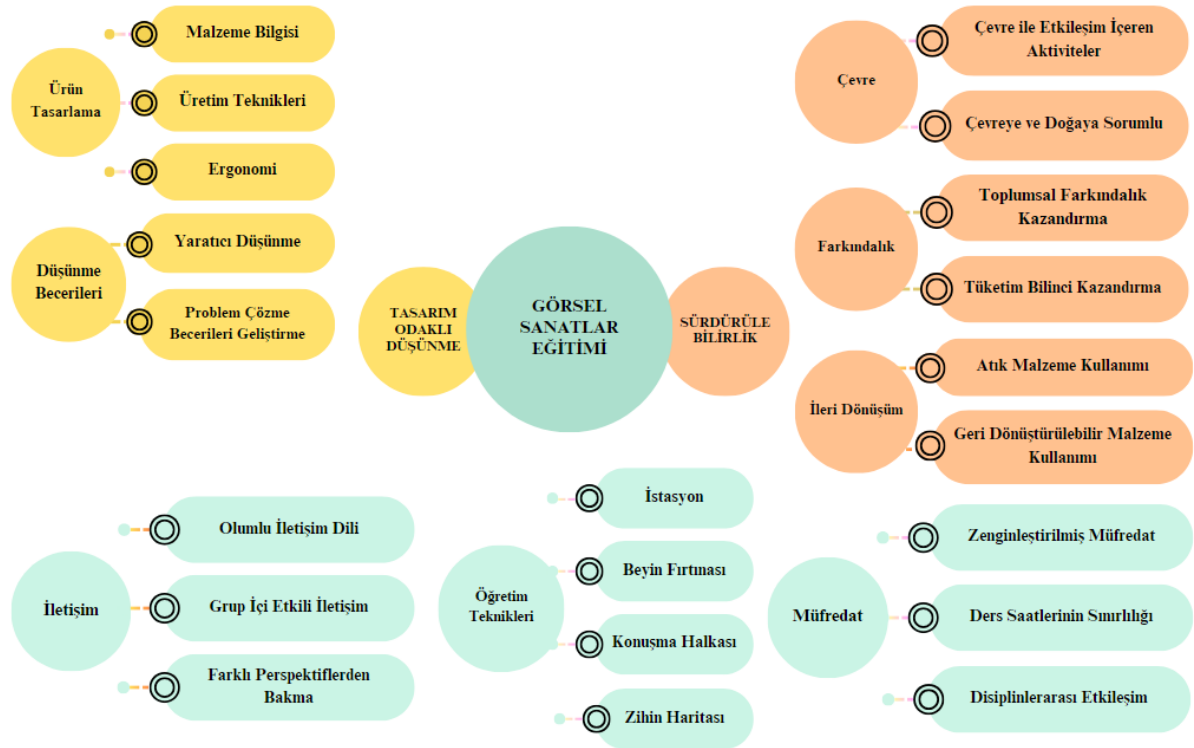 Ürün
Tasarlama
Malzeme Bilgisi
Üretim Teknikleri
Ergonomi
Düşünme
Becerileri
Yaratıcı Düşünme
Problem Çözme
Becerileri Geliştirme
TASARIM
ODAKLI
DÜŞÜNME
GÖRSEL
SANATLAR
EĞİTİMİ
SÜRDÜRÜLE
BİLİRLİK
Çevre
Çevre ile Etkileşim İçeren
Aktiviteler
Çevreye ve Doğaya Sorumlu
Farkındalık
Toplumsal Farkındalık
Kazandırma
Tüketim Bilinci Kazandırma
İleri Dönüşüm
Atık Malzeme Kullanımı
Geri Dönüştürülebilir Malzeme
Kullanımı
İletişim
Olumlu İletişim Dili
Grup İçi Etkili İletişim
Farklı Perspektiflerden
Bakma
Öğretim
Teknikleri
İstasyon
Beyin Fırtınası
Konuşma Halkası
Zihin Haritası
Müfredat
Zenginleştirilmiş Müfredat
Ders Saatlerinin Sınırlılığı
Disiplinlerarası Etkileşim